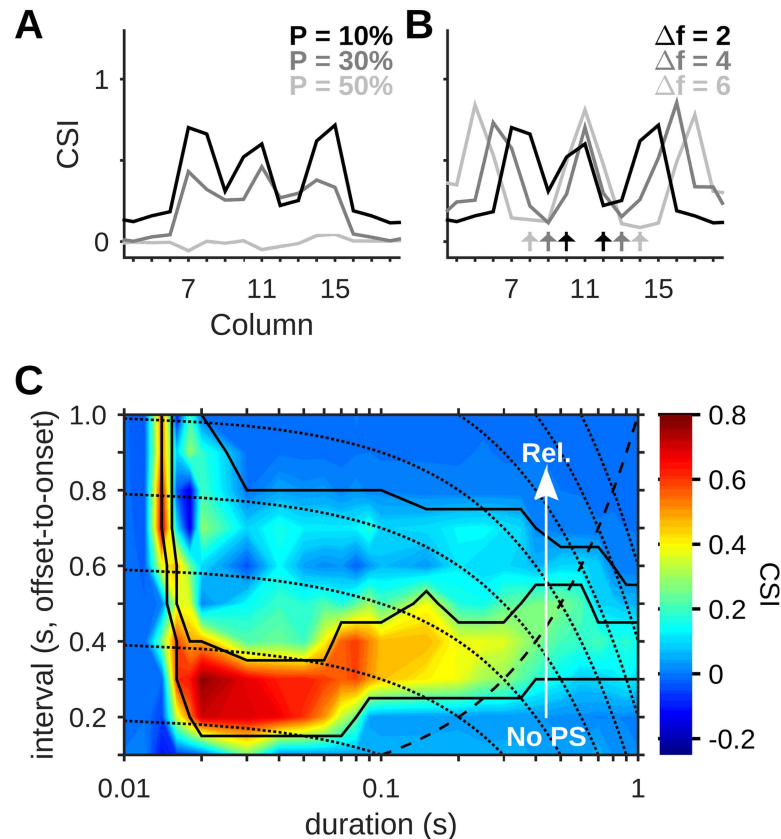 A
P = 10%
P = 30%
P = 50%
CSI
1
0
7 11 15
Column
B
Δf = 2
Δf = 4
Δf = 6
7 11 15
C
interval (s, offset-to-onset)
1.0
0.8
0.6
0.4
0.2
Rel.
No PS
0.01 0.1 1
duration (s)
0.8
0.6
0.4
0.2
0
-0.2
CSI